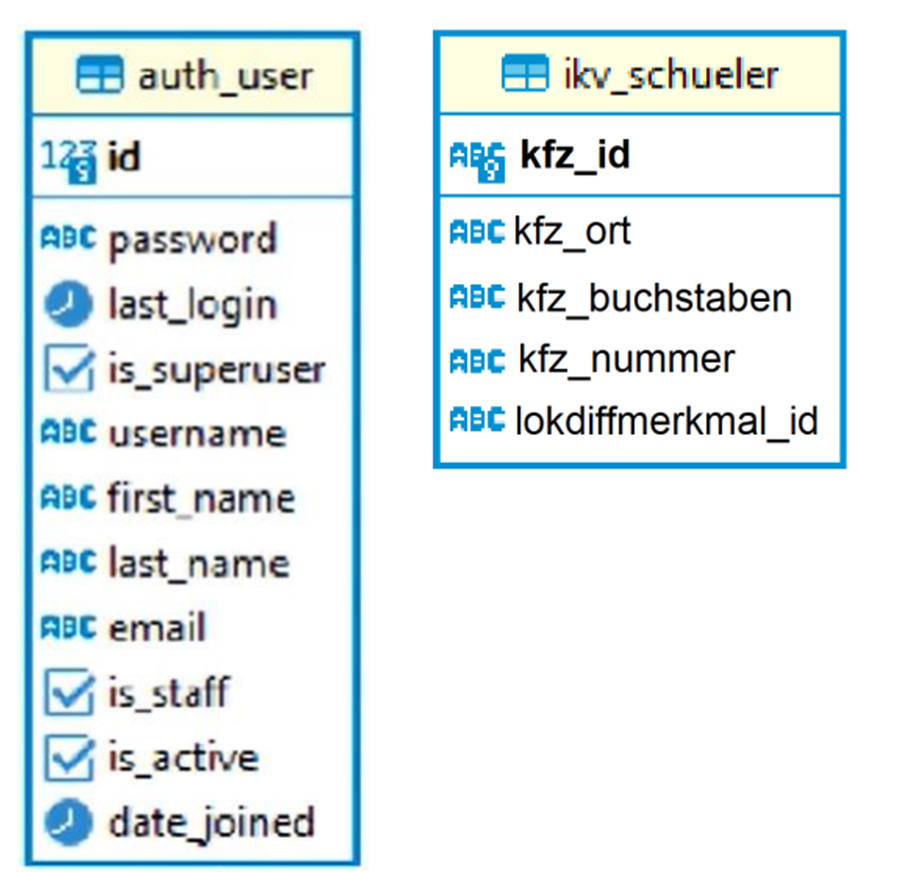 auth_user
123 id
ABC password
last_login
is_superuser
ABC username
ABC first_name
ABC last_name
ABC email
is_staff
is_active
date_joined
ikv_schueler
ABC kfz_id
ABC kfz_ort
ABC kfz_buchstaben
ABC kfz_nummer
ABC lokdiffmerkmal_id